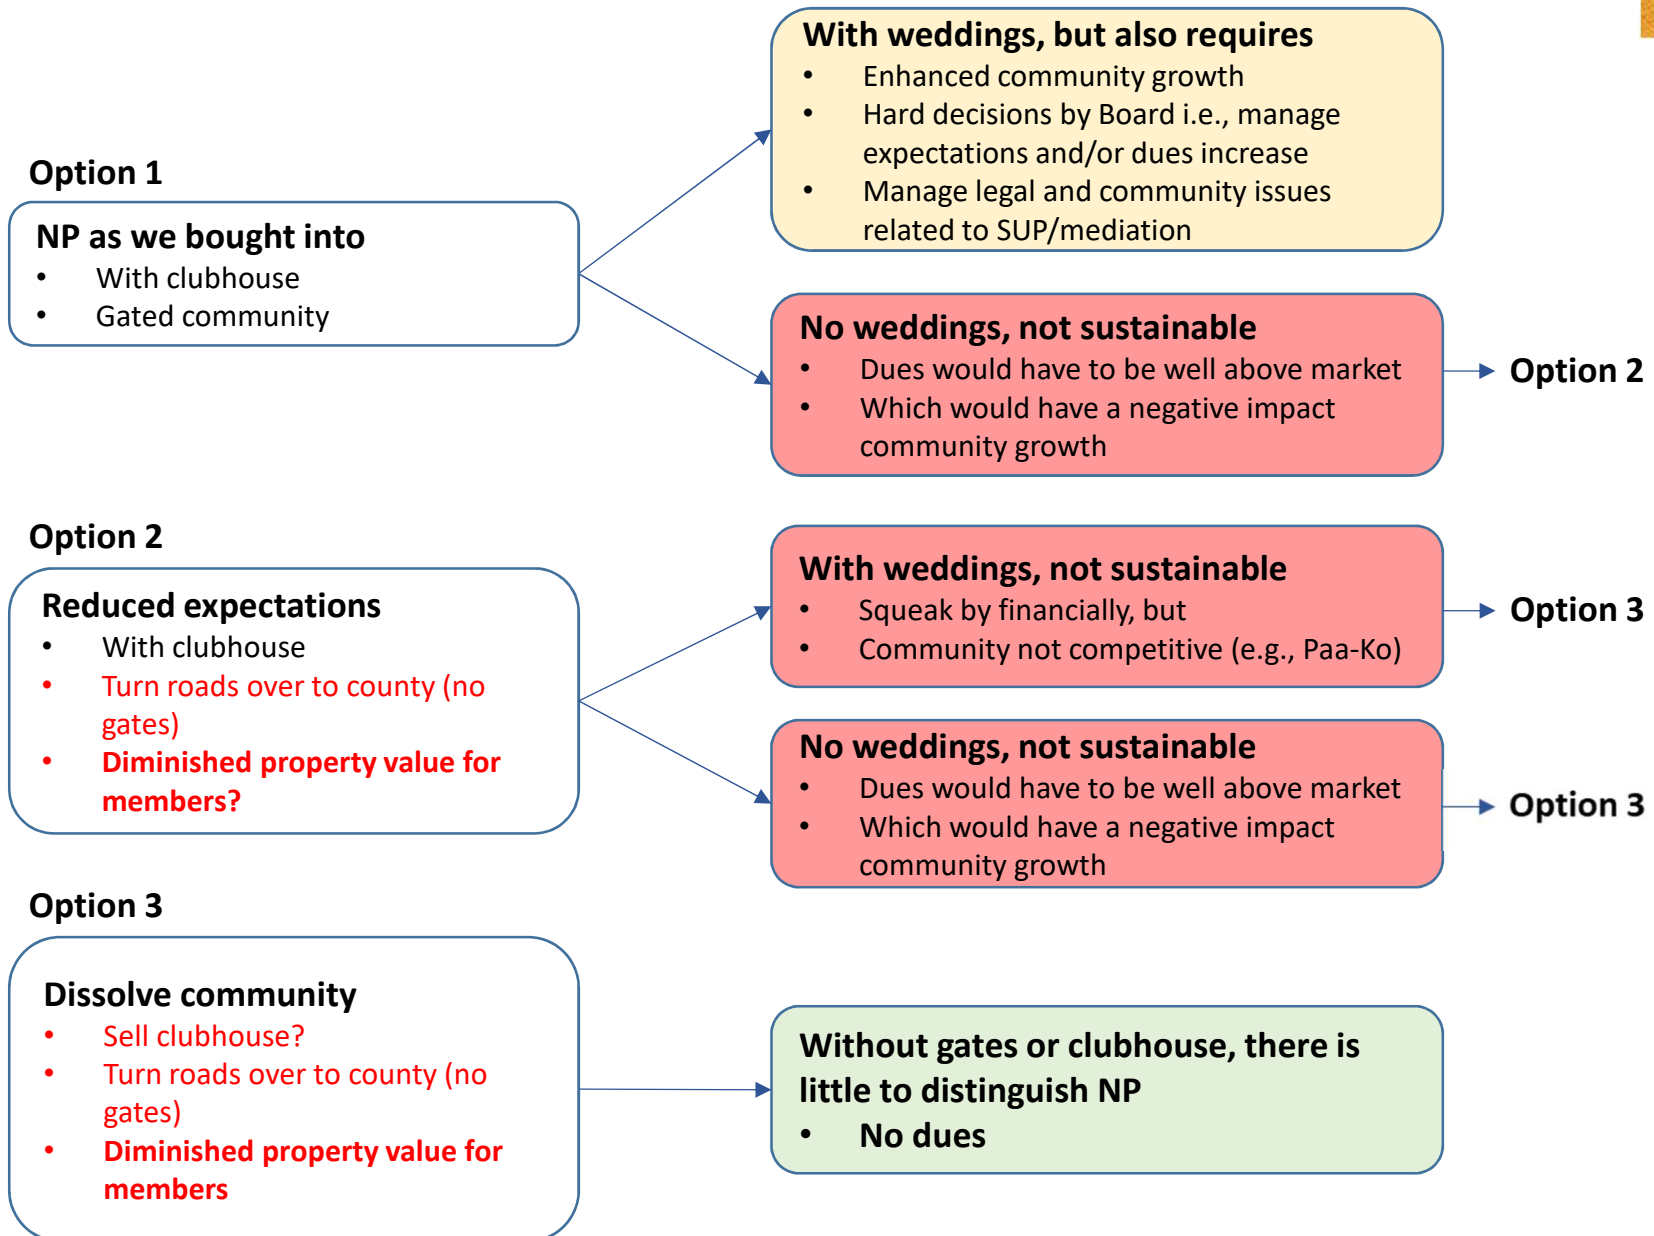 Option 1
NP as we bought into
• With clubhouse
• Gated community
With weddings, but also requires
• Enhanced community growth
• Hard decisions by Board i.e., manage
expectations and/or dues increase
• Manage legal and community issues
related to SUP/mediation
No weddings, not sustainable
• Dues would have to be well above market
• Which would have a negative impact
community growth
Option 2
Option 2
Reduced expectations
• With clubhouse
• Turn roads over to county (no
gates)
• Diminished property value for
members?
With weddings, not sustainable
• Squeak by financially, but
• Community not competitive (e.g., Paa-Ko)
Option 3
No weddings, not sustainable
• Dues would have to be well above market
• Which would have a negative impact
community growth
Option 3
Option 3
Dissolve community
• Sell clubhouse?
• Turn roads over to county (no
gates)
• Diminished property value for
members
Without gates or clubhouse, there is
little to distinguish NP
• No dues